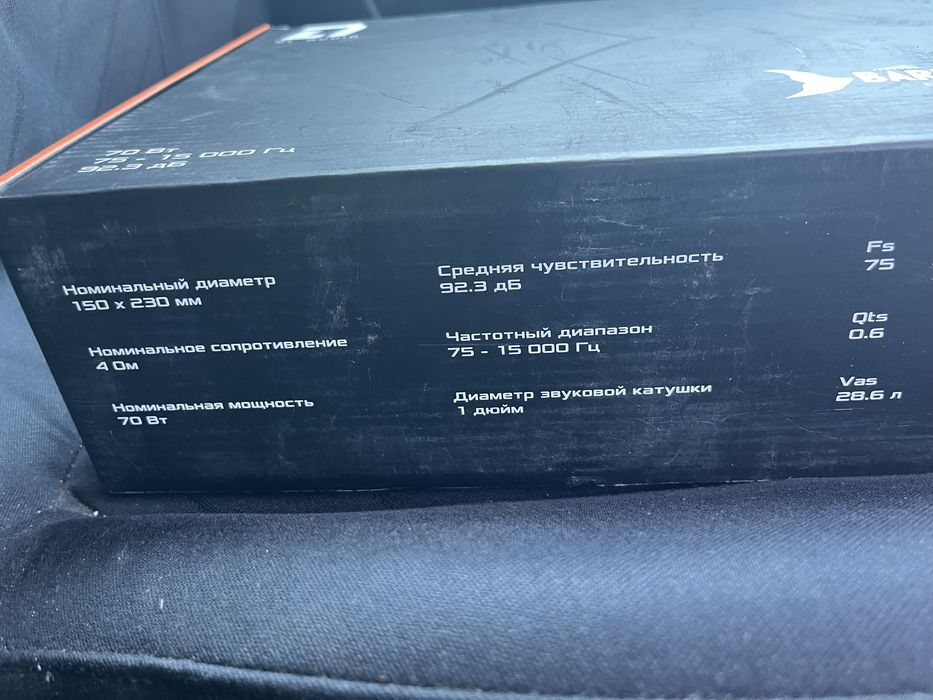 BAR
70 Вт
75 - 15 000 Гц
92.3 дБ
Номинальный диаметр
150 x 230 мм
Номинальное сопротивление
4 Ом
Номинальная мощность
70 Вт
Средняя чувствительность
92.3 дБ
Частотный диапазон
75 - 15 000 Гц
Диаметр звуковой катушки
1 дюйм
Fs
75
Qts
0.6
Vas
28.6 л